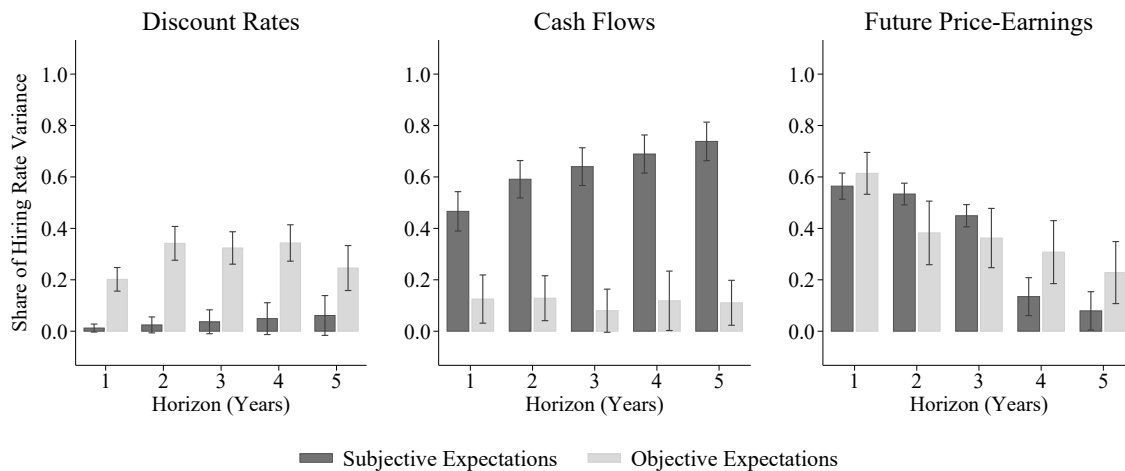 Discount Rates
Cash Flows
Future Price-Earnings
Share of Hiring Rate Variance
1.0
0.8
0.6
0.4
0.2
0.0
1 2 3 4 5
Horizon (Years)
1.0
0.8
0.6
0.4
0.2
0.0
1 2 3 4 5
Horizon (Years)
1.0
0.8
0.6
0.4
0.2
0.0
1 2 3 4 5
Horizon (Years)
Subjective Expectations
Objective Expectations